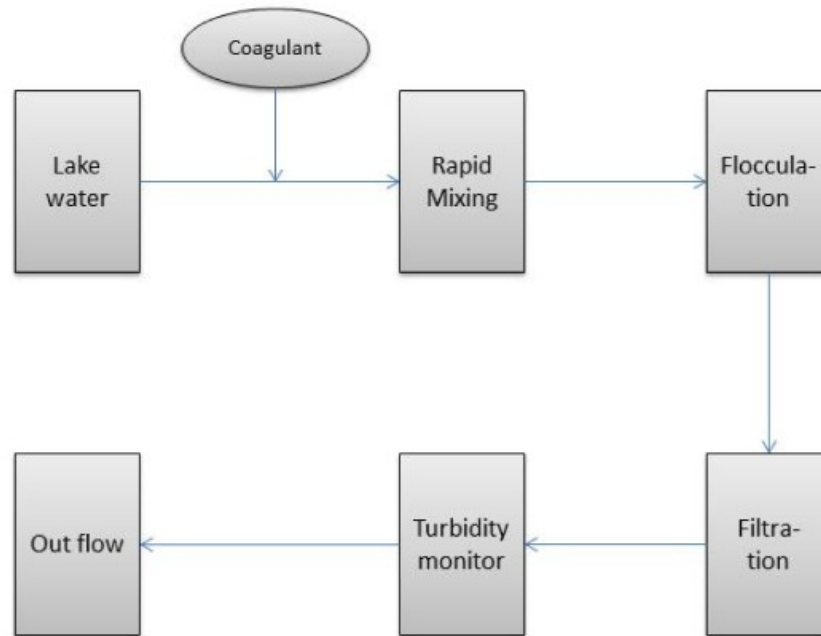 Coagulant
Lake
water
Rapid
Mixing
Floccula-
tion
Out flow
Turbidity
monitor
Filtra-
tion